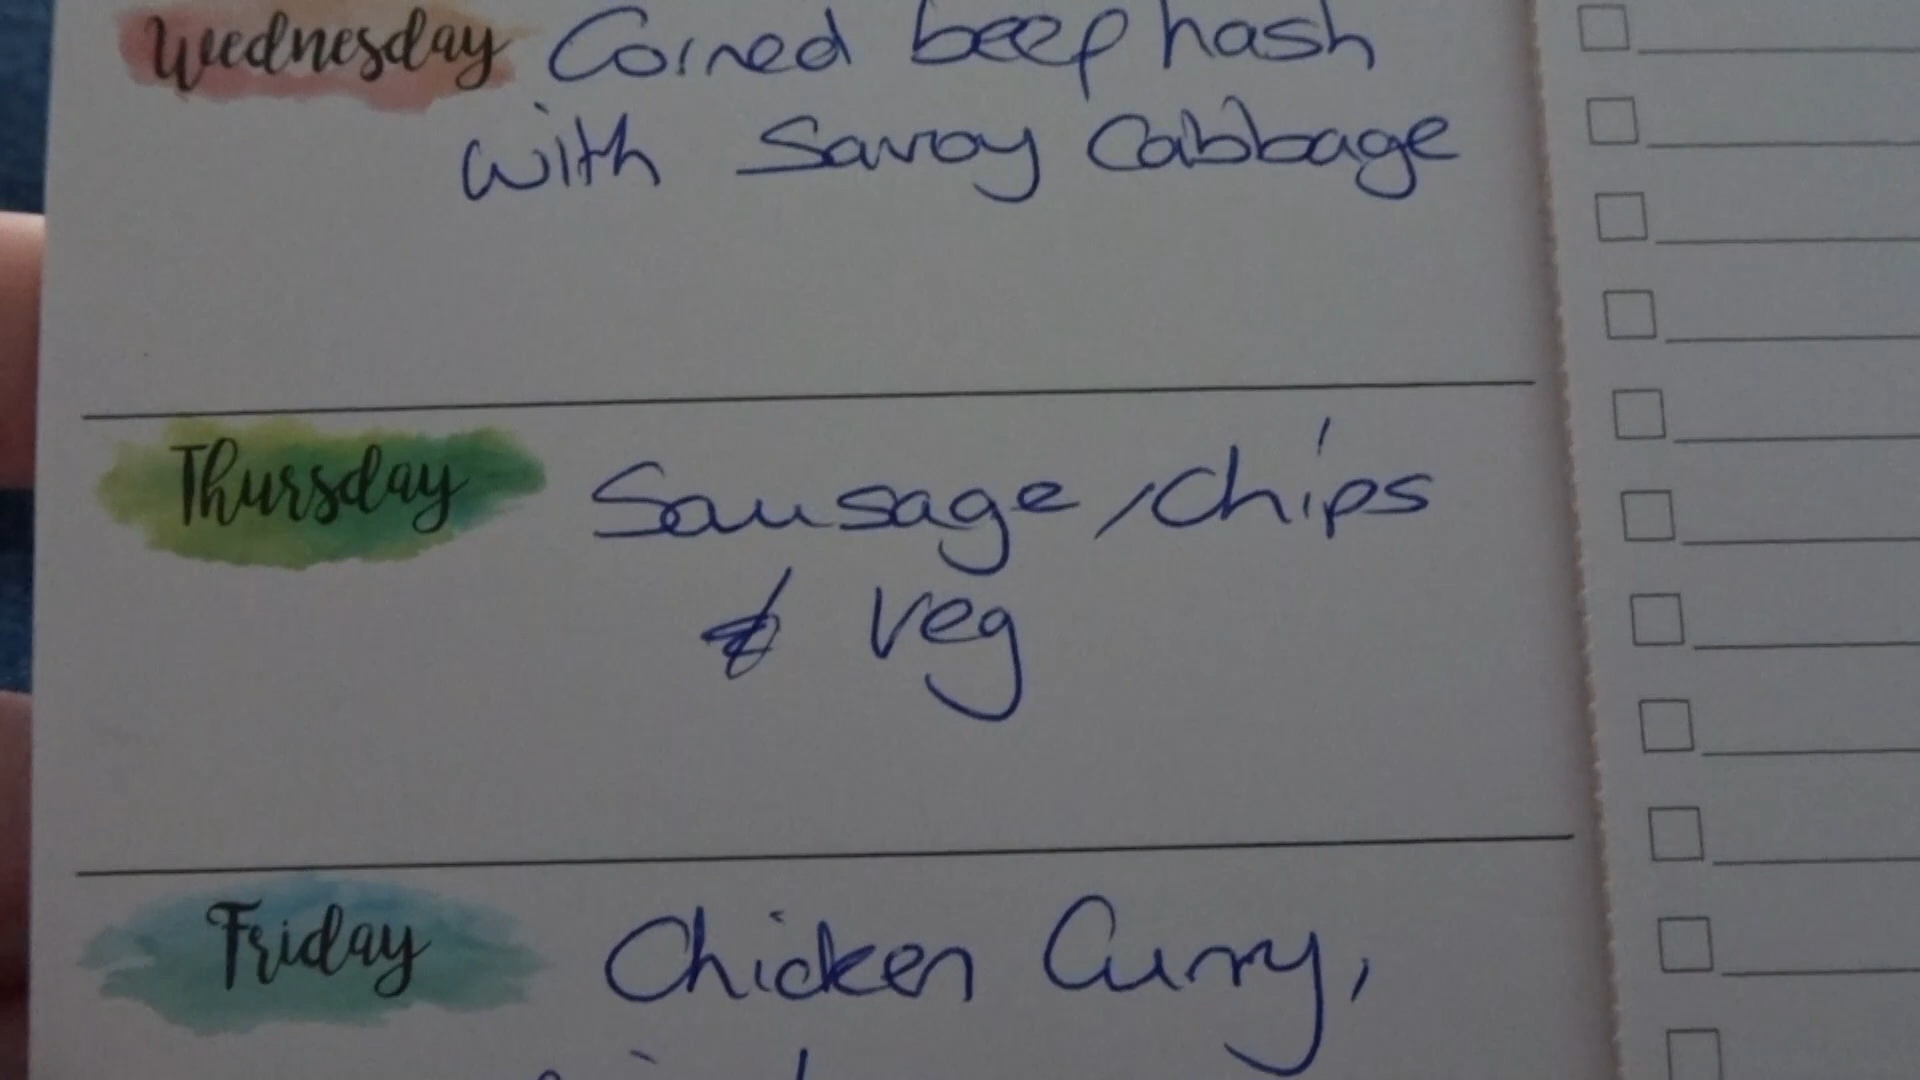 Wednesday Corned beef hash
with Savoy Cabbage
Thursday Sausage, chips
& veg
Friday Chicken Curry,